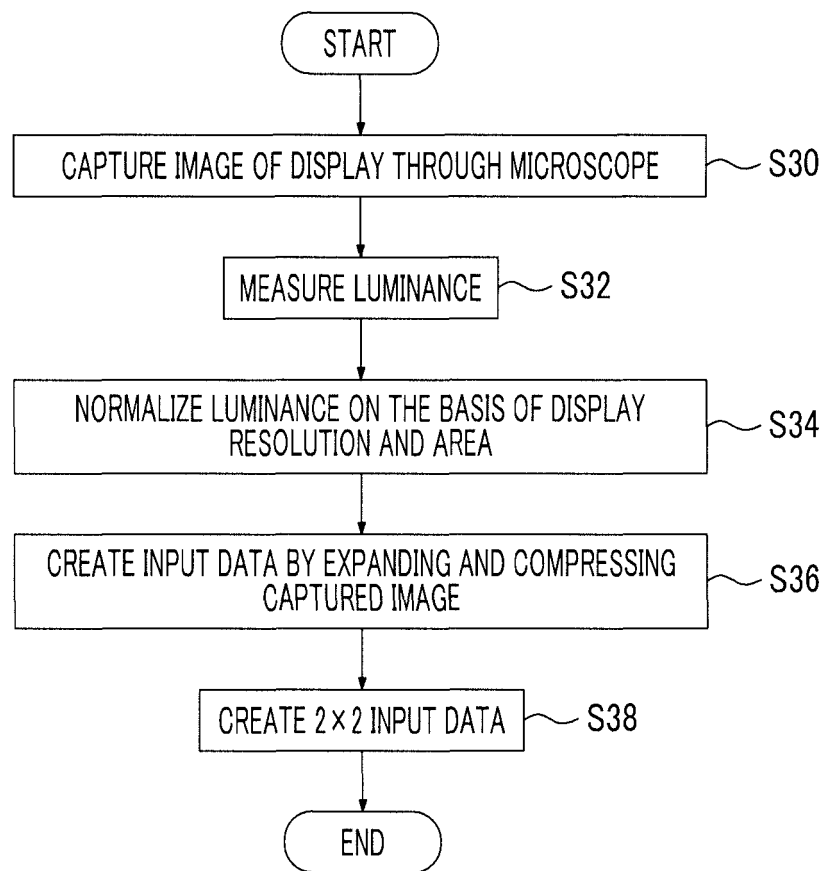 START
CAPTURE IMAGE OF DISPLAY THROUGH MICROSCOPE
S30
MEASURE LUMINANCE
S32
NORMALIZE LUMINANCE ON THE BASIS OF DISPLAY
RESOLUTION AND AREA
S34
CREATE INPUT DATA BY EXPANDING AND COMPRESSING
CAPTURED IMAGE
S36
CREATE 2×2 INPUT DATA
S38
END